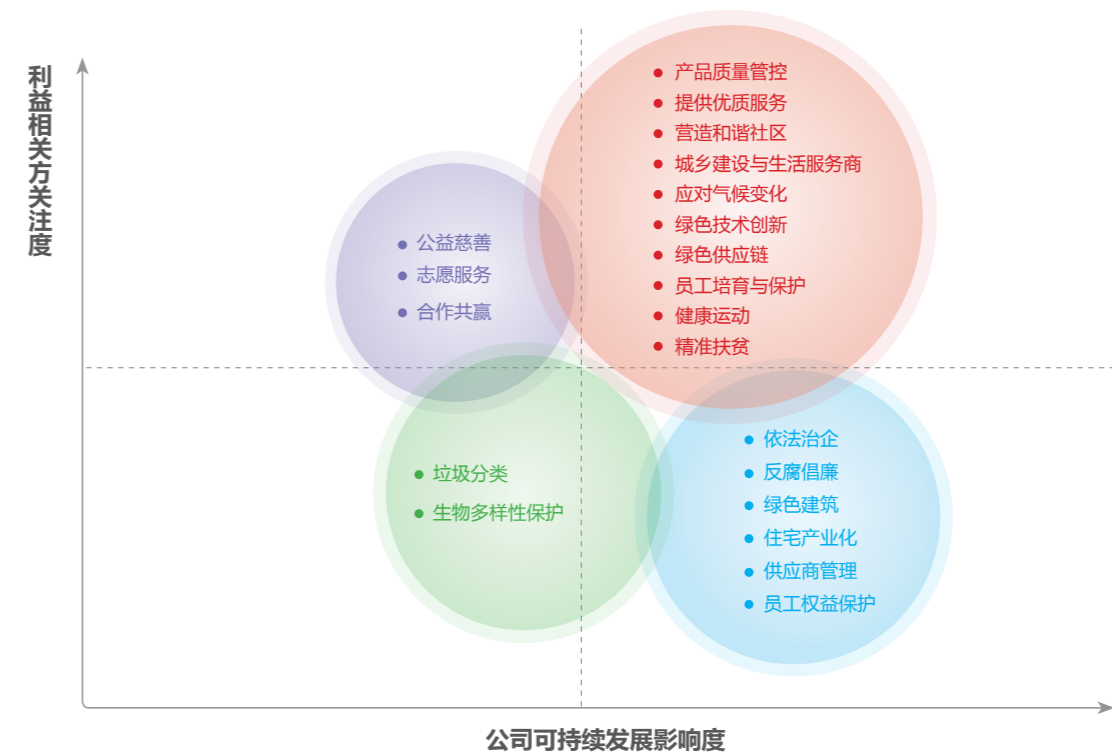 利益相关方关注度
产品质量管控
提供优质服务
营造和谐社区
城乡建设与生活服务商
应对气候变化
绿色技术创新
绿色供应链
员工培育与保护
健康运动
精准扶贫
公益慈善
志愿服务
合作共赢
垃圾分类
生物多样性保护
依法治企
反腐倡廉
绿色建筑
住宅产业化
供应商管理
员工权益保护
公司可持续发展影响度